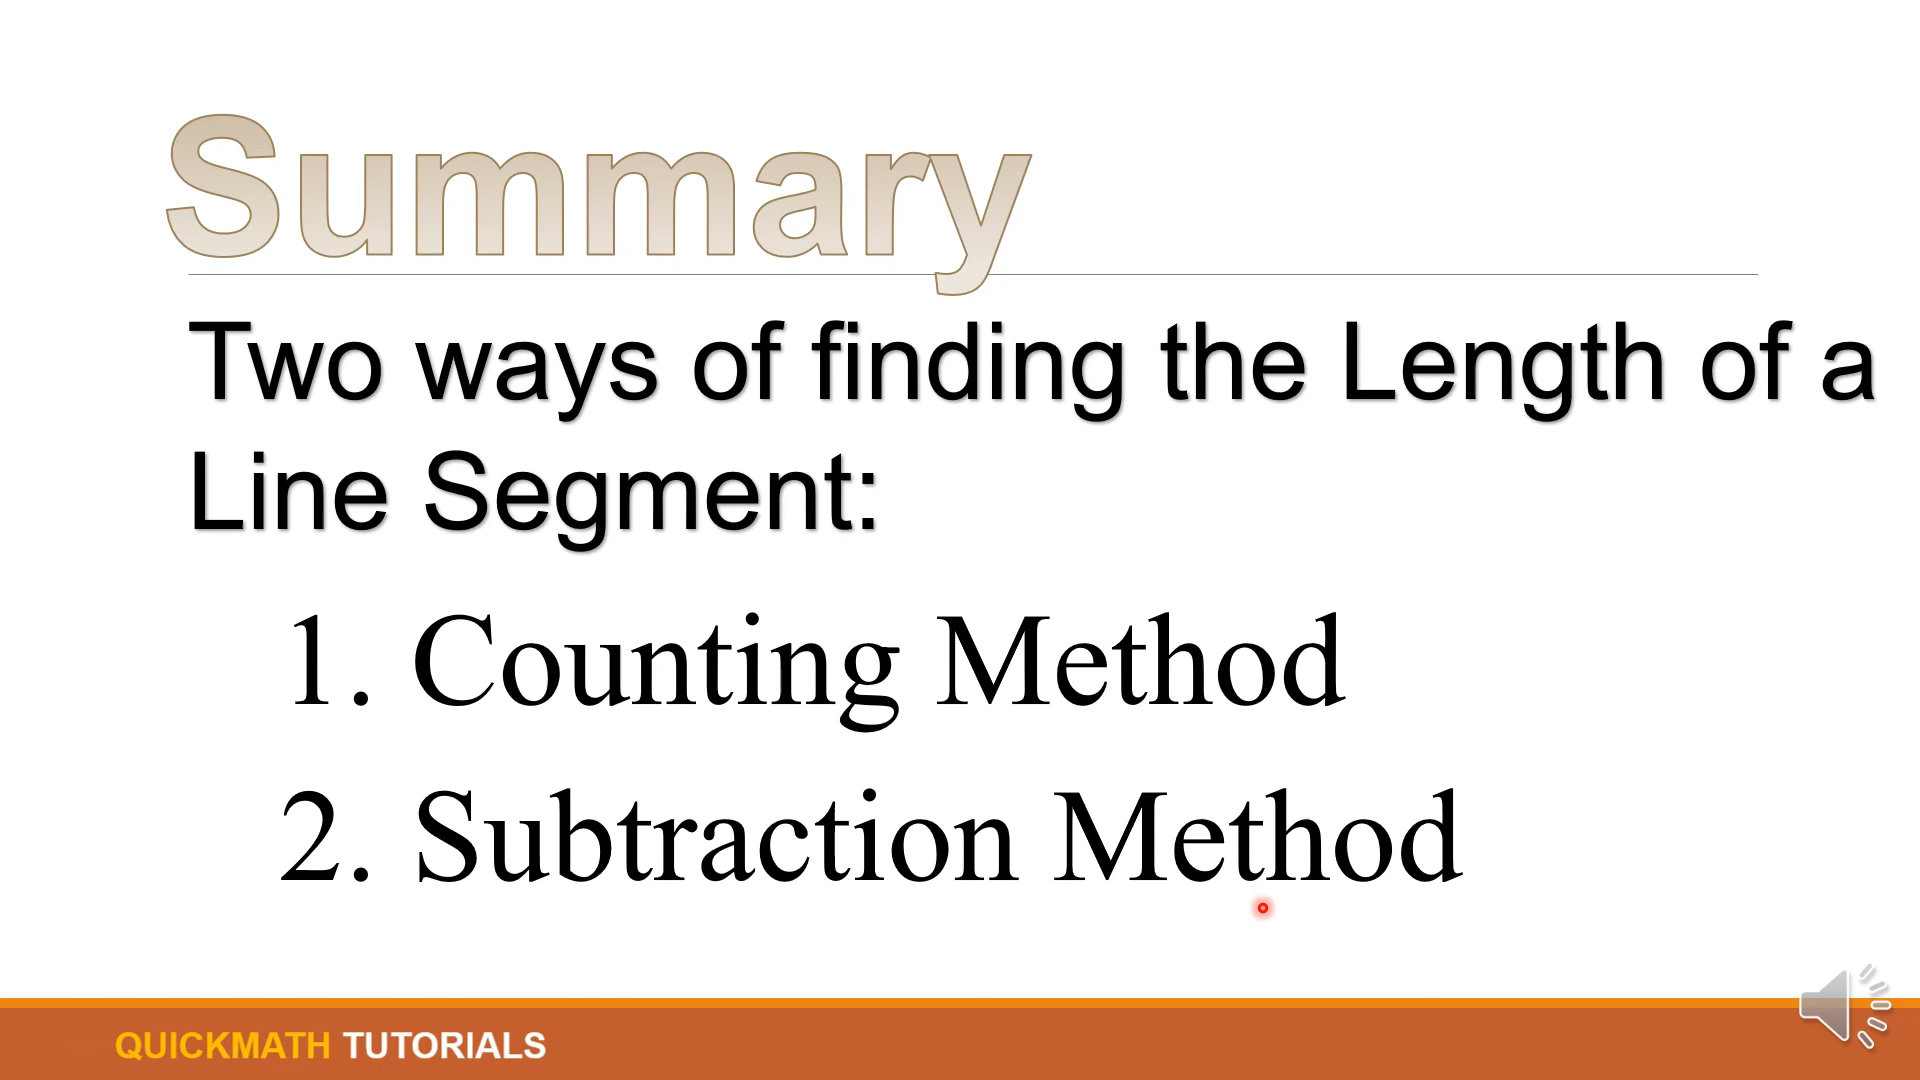 Summary
Two ways of finding the Length of a
Line Segment:
1. Counting Method
2. Subtraction Method
QUICKMATH TUTORIALS